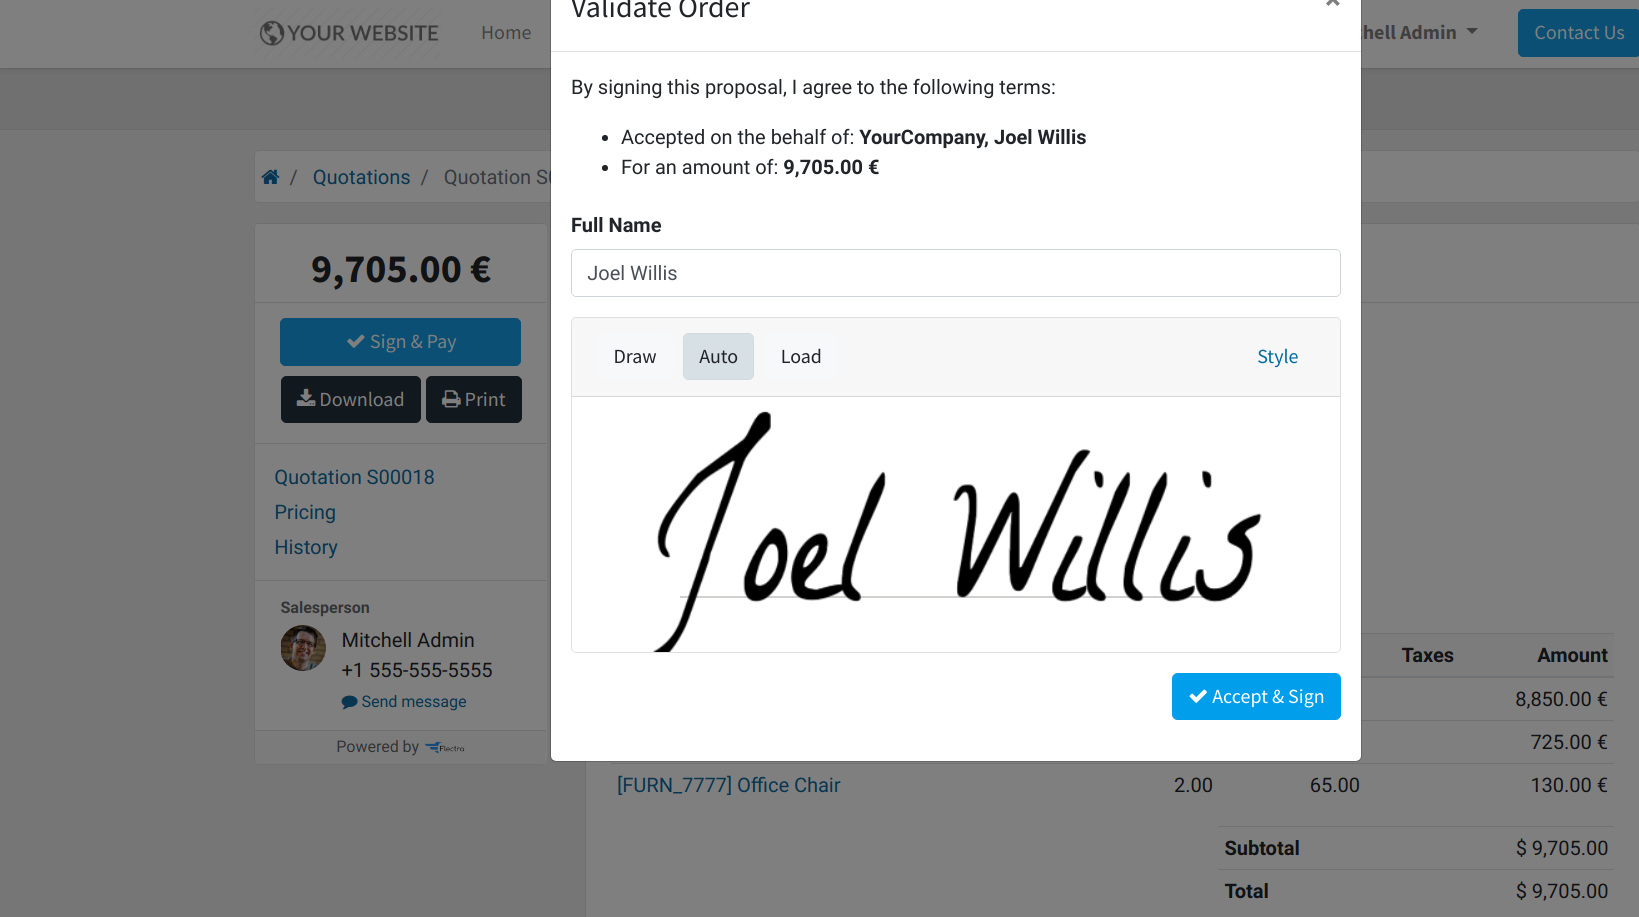 Validate Order ×
YOUR WEBSITE Home
chell Admin Contact Us
By signing this proposal, I agree to the following terms:
• Accepted on the behalf of: YourCompany, Joel Willis
• For an amount of: 9,705.00 €
/ Quotations / Quotation S0
Full Name
Joel Willis
9,705.00 €
Sign & Pay
Download Print
Draw Auto Load Style
Joel Willis
Quotation S00018
Pricing
History
Salesperson
Mitchell Admin
+1 555-555-5555
Send message
Powered by Flectra
Accept & Sign
Taxes Amount
8,850.00 €
725.00 €
[FURN_7777] Office Chair 2.00 65.00 130.00 €
Subtotal $ 9,705.00
Total $ 9,705.00